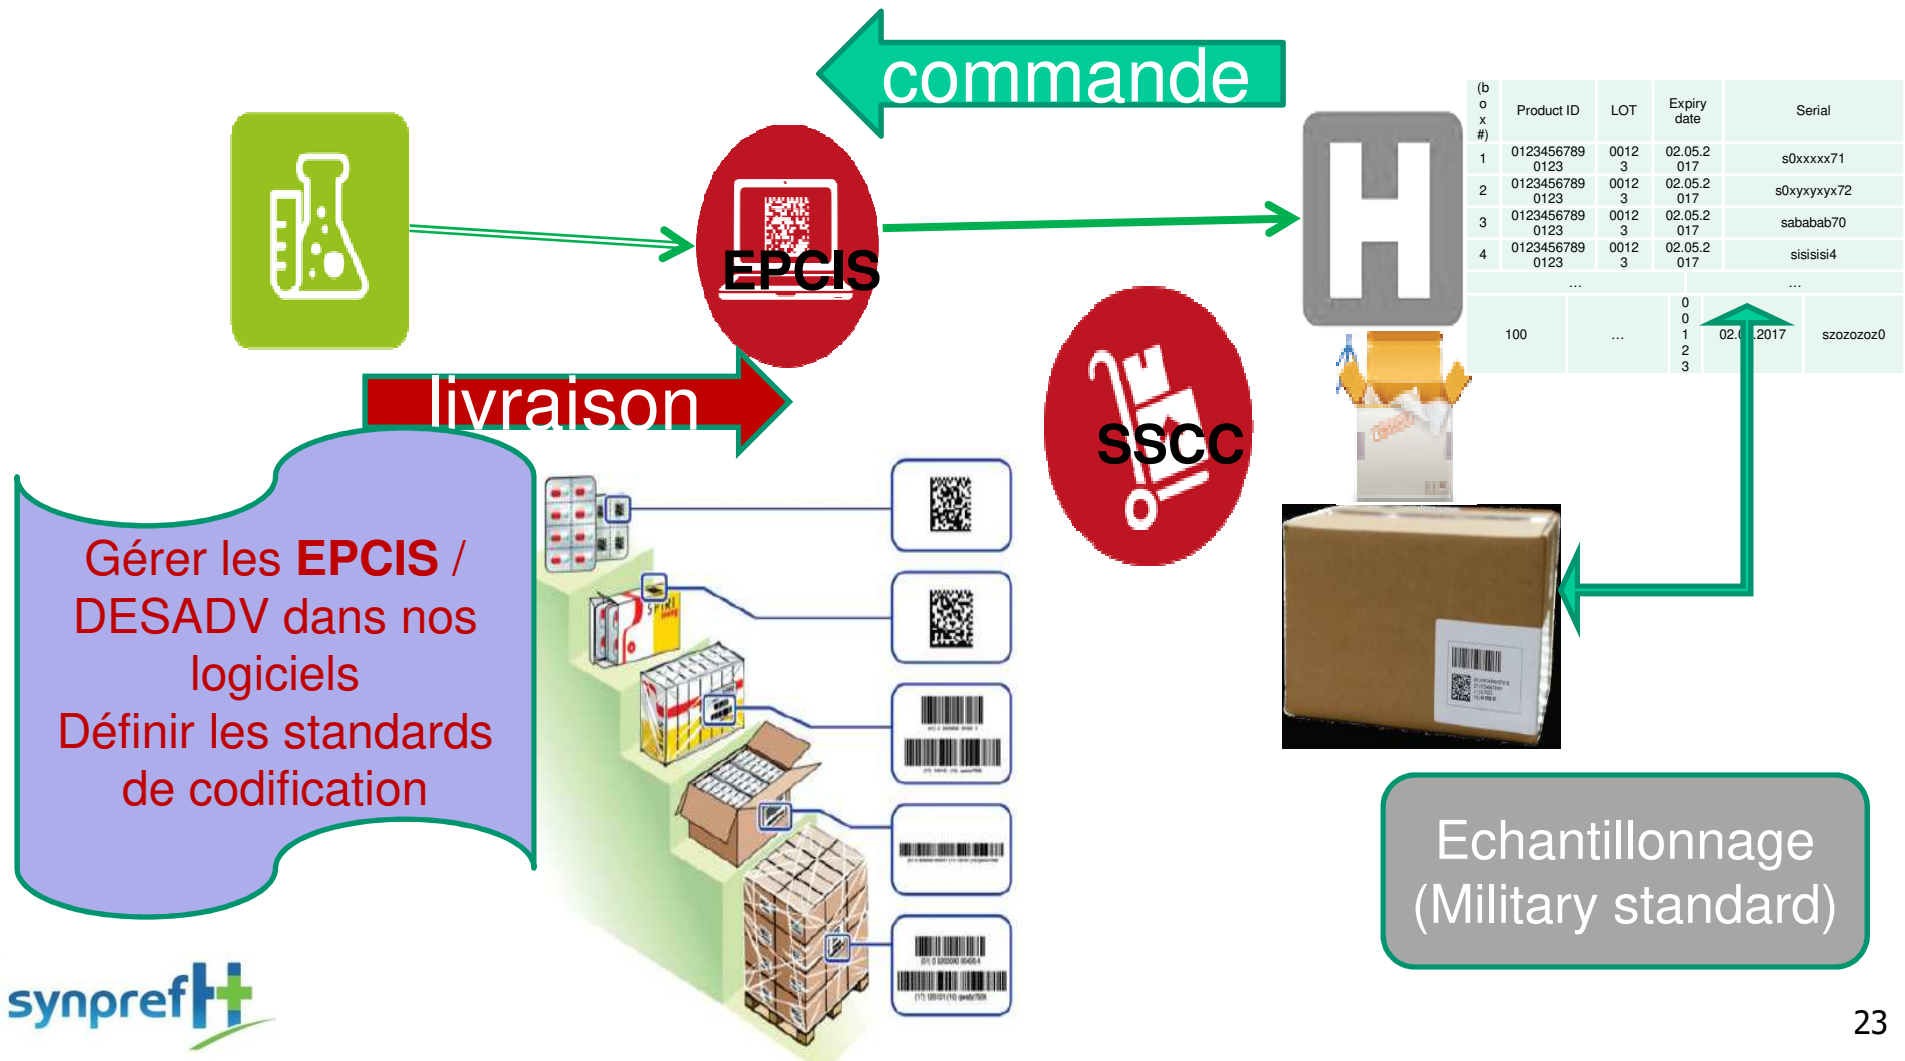 commande
(b
o
x
#)
Product ID
LOT
Expiry
date
Serial
1
0123456789
0123
0012
3
02.05.2
017
s0xxxxx71
2
0123456789
0123
0012
3
02.05.2
017
s0xyxyxyx72
3
0123456789
0123
0012
3
02.05.2
017
sababab70
4
0123456789
0123
0012
3
02.05.2
017
sisisisi4
…
…
100
…
0
0
1
2
3
szozozoz0
EPCIS
livraison
SSCC
Gérer les EPCIS /
DESADV dans nos
logiciels
Définir les standards
de codification
Echantillonnage
(Military standard)
synprefH
23